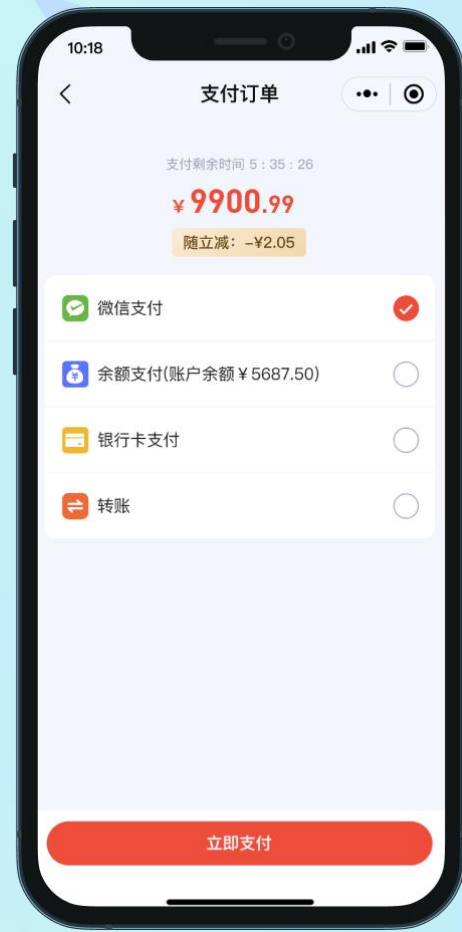 10:18
支付订单
支付剩余时间 5 : 35 : 26
¥ 9900.99
随立减：-¥2.05
微信支付
余额支付(账户余额¥5687.50)
银行卡支付
转账
立即支付